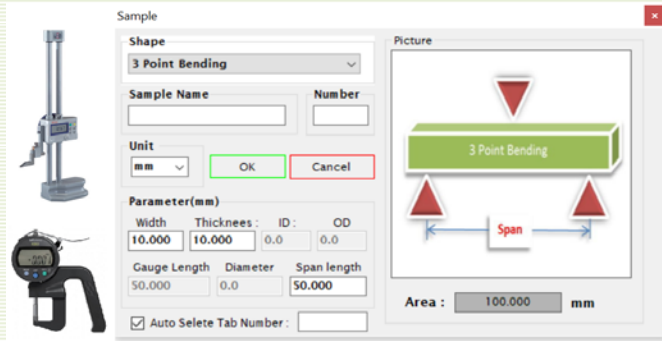 Sample
Shape
3 Point Bending
Sample Name
Number
Unit
mm
OK
Cancel
Parameter(mm)
Width
Thicknees :
ID :
OD
10.000
10.000
0.0
0.0
Gauge Length
Diameter
Span length
50.000
0.0
50.000
Auto Selete Tab Number :
Picture
3 Point Bending
Span
Area :
100.000
mm